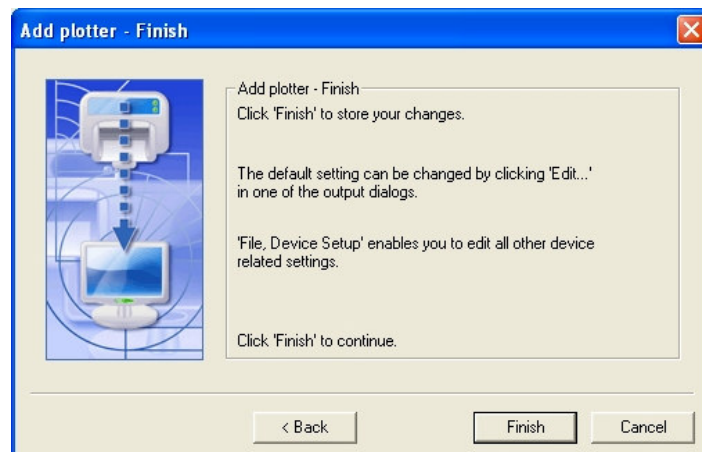 Add plotter - Finish
Add plotter - Finish
Click 'Finish' to store your changes.
The default setting can be changed by clicking 'Edit...'
in one of the output dialogs.
'File, Device Setup' enables you to edit all other device
related settings.
Click 'Finish' to continue.
< Back
Finish
Cancel